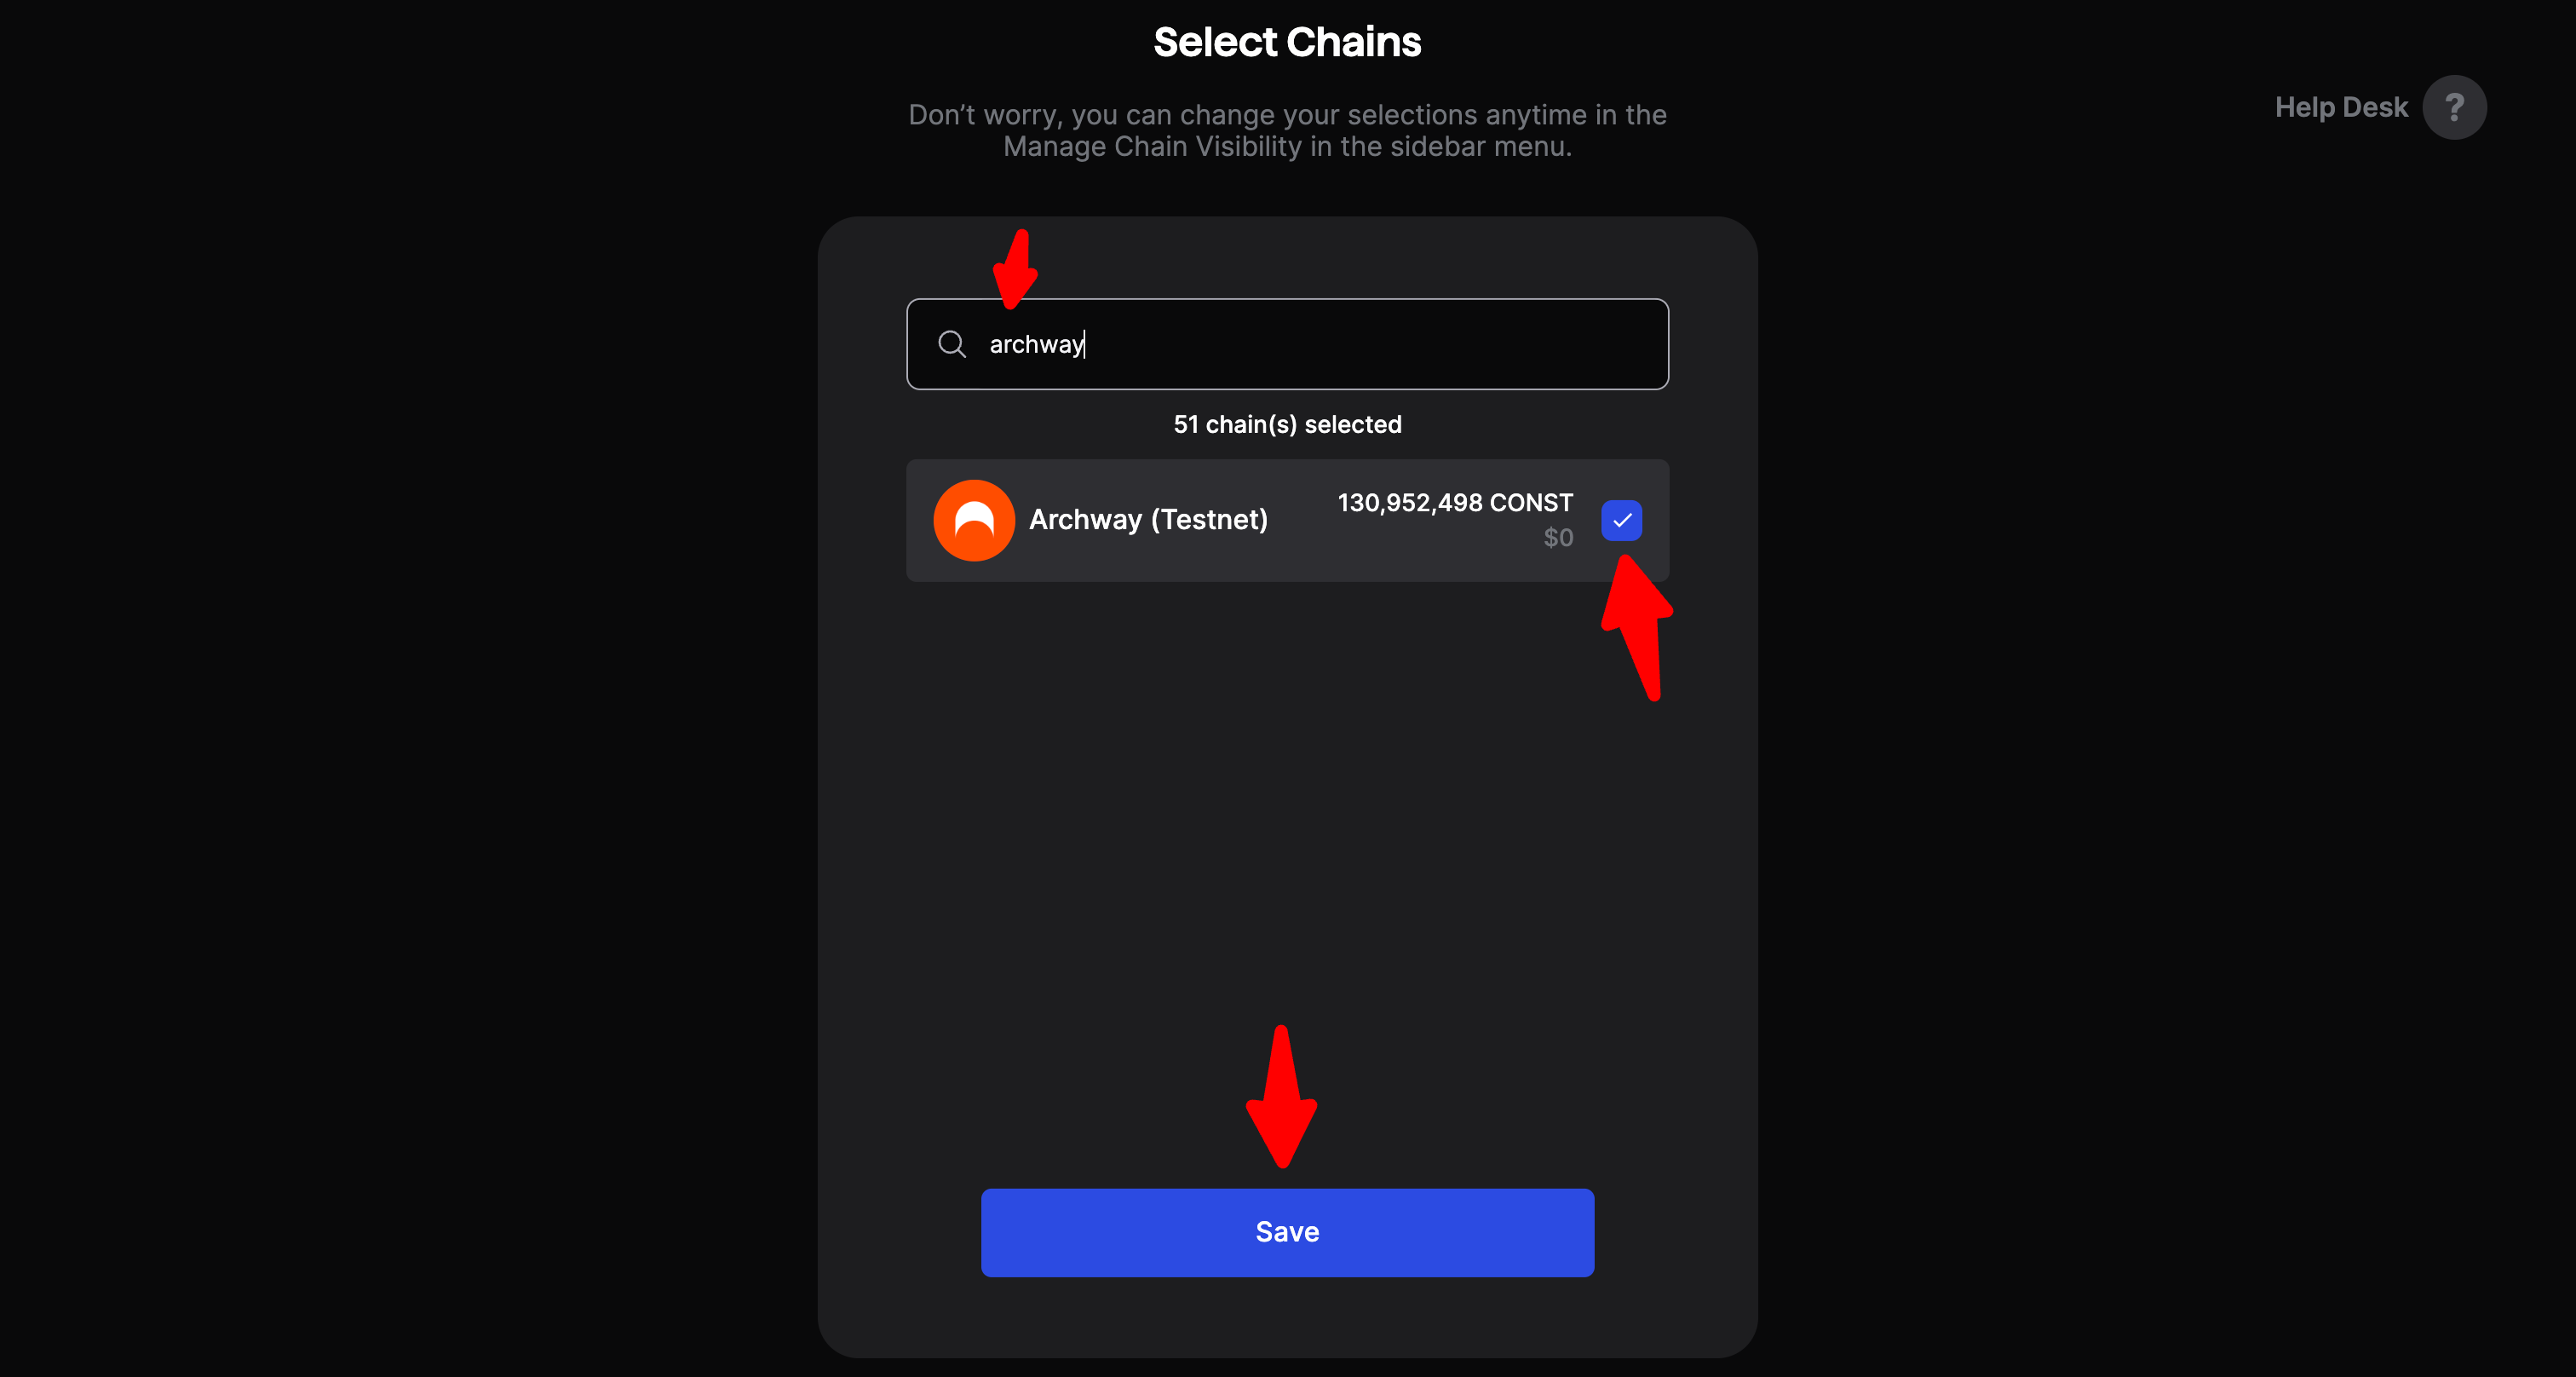 Select Chains
Don’t worry, you can change your selections anytime in the
Manage Chain Visibility in the sidebar menu.
Help Desk ?
archway
51 chain(s) selected
Archway (Testnet)
130,952,498 CONST
$0
Save